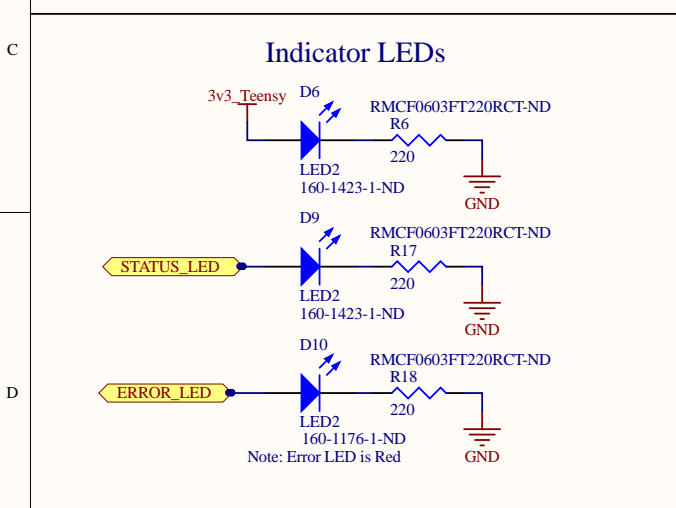 C
Indicator LEDs
3v3_Teensy
D6
RMCF0603FT220RCT-ND
R6
220
LED2
160-1423-1-ND
GND
D9
RMCF0603FT220RCT-ND
R17
STATUS_LED
220
LED2
160-1423-1-ND
GND
D10
RMCF0603FT220RCT-ND
R18
D
ERROR_LED
220
LED2
160-1176-1-ND
Note: Error LED is Red
GND